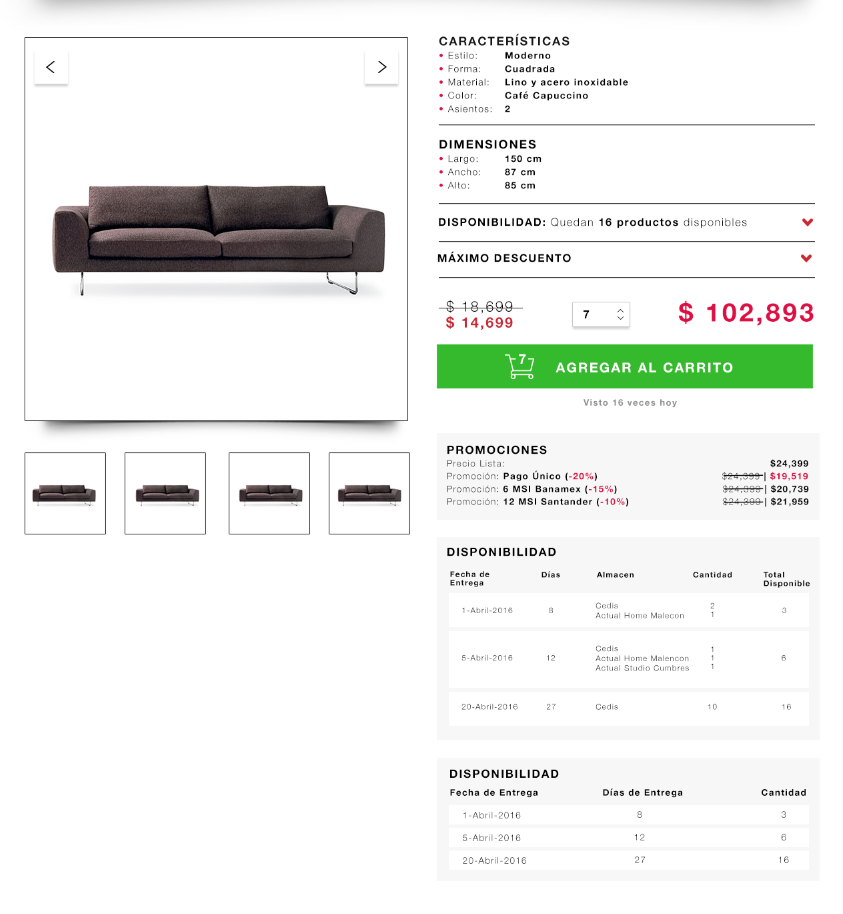 CARACTERÍSTICAS
• Estilo: Moderno
• Forma: Cuadrada
• Material: Lino y acero inoxidable
• Color: Café Capuccino
• Asientos: 2
DIMENSIONES
• Largo: 150 cm
• Ancho: 87 cm
• Alto: 85 cm
DISPONIBILIDAD: Quedan 16 productos disponibles
MÁXIMO DESCUENTO
$ 18,699
$ 14,699
7
$ 102,893
7 AGREGAR AL CARRITO
Visto 16 veces hoy
PROMOCIONES
Precio Lista: $24,399
Promoción: Pago Único (-20%) $24,399 | $19,519
Promoción: 6 MSI Banamex (-15%) $24,399 | $20,739
Promoción: 12 MSI Santander (-10%) $24,399 | $21,959
DISPONIBILIDAD
Fecha de Entrega Días Almacen Cantidad Total Disponible
1-Abril-2016 8 Cedis 2 3
Actual Home Malecon 1
5-Abril-2016 12 Cedis 1 6
Actual Home Malencon 1
Actual Studio Cumbres 1
20-Abril-2016 27 Cedis 10 16
DISPONIBILIDAD
Fecha de Entrega Días de Entrega Cantidad
1-Abril-2016 8 3
5-Abril-2016 12 6
20-Abril-2016 27 16